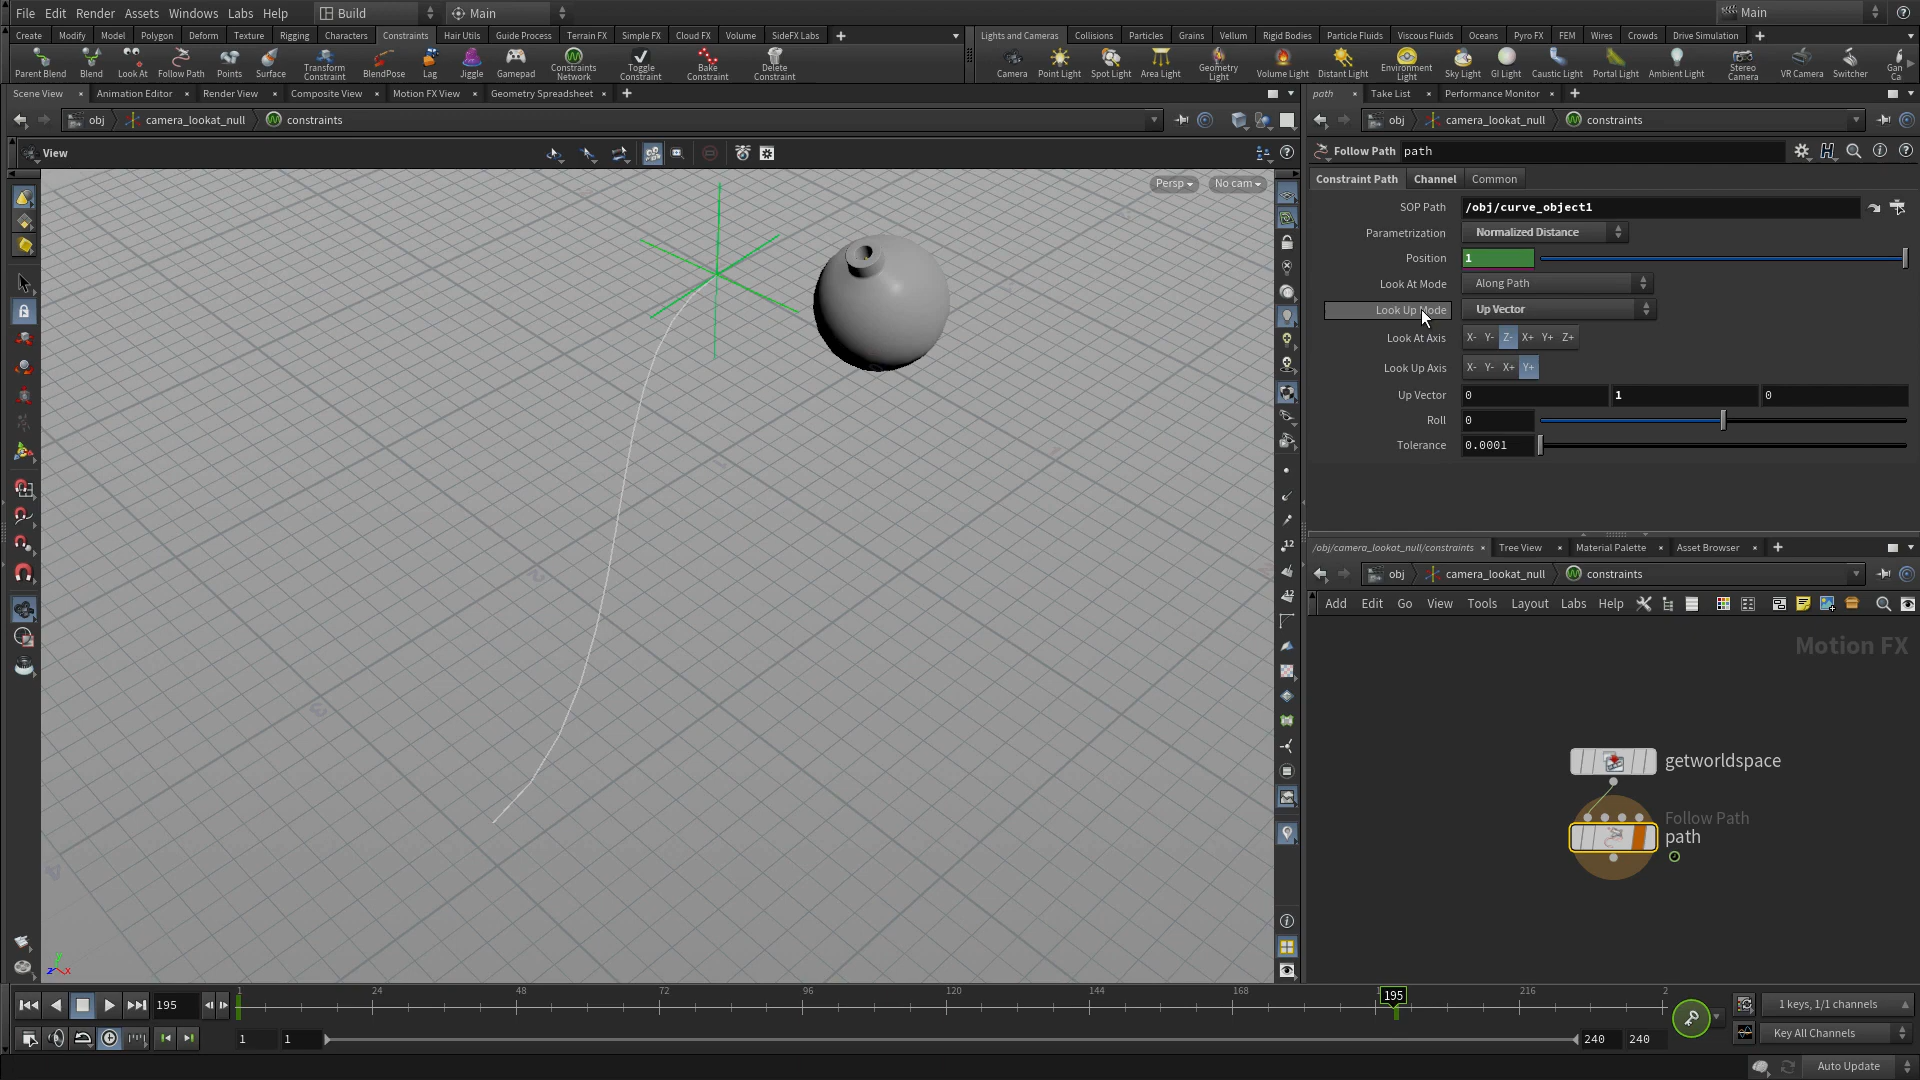 File Edit Render Assets Windows Labs Help Build Main Main
Create Modify Model Polygon Deform Texture Rigging Characters Constraints Hair Utils Guide Process Terrain FX Simple FX Cloud FX Volume SideFX Labs
Lights and Cameras Collisions Particles Grains Vellum Rigid Bodies Particle Fluids Viscous Fluids Oceans Pyro FX FEM Wires Crowds Drive Simulation
Parent Blend Blend Look At Follow Path Points Surface Transform Constraint BlendPose Lag Jiggle Gamepad Constraints Network Toggle Constraint Bake Constraint Delete Constraint
Camera Point Light Spot Light Area Light Geometry Light Volume Light Distant Light Environment Light Sky Light GI Light Caustic Light Portal Light Ambient Light Stereo Camera VR Camera Switcher Gan Ca
Scene View Animation Editor Render View Composite View Motion FX View Geometry Spreadsheet
path Take List Performance Monitor
obj camera_lookat_null constraints
obj camera_lookat_null constraints
View
Persp No cam
Follow Path path
Constraint Path Channel Common
SOP Path /obj/curve_object1
Parametrization Normalized Distance
Position 1
Look At Mode Along Path
Look Up Mode Up Vector
Look At Axis X- Y- Z- X+ Y+ Z+
Look Up Axis X- Y- X+ Y+
Up Vector 0 1 0
Roll 0
Tolerance 0.0001
/obj/camera_lookat_null/constraints Tree View Material Palette Asset Browser
obj camera_lookat_null constraints
Add Edit Go View Tools Layout Labs Help
Motion FX
getworldspace
Follow Path
path
12
12
y
z x
195 1 24 48 72 96 120 144 168 195 216 2
1 keys, 1/1 channels
1 1 240 240
Key All Channels
Auto Update